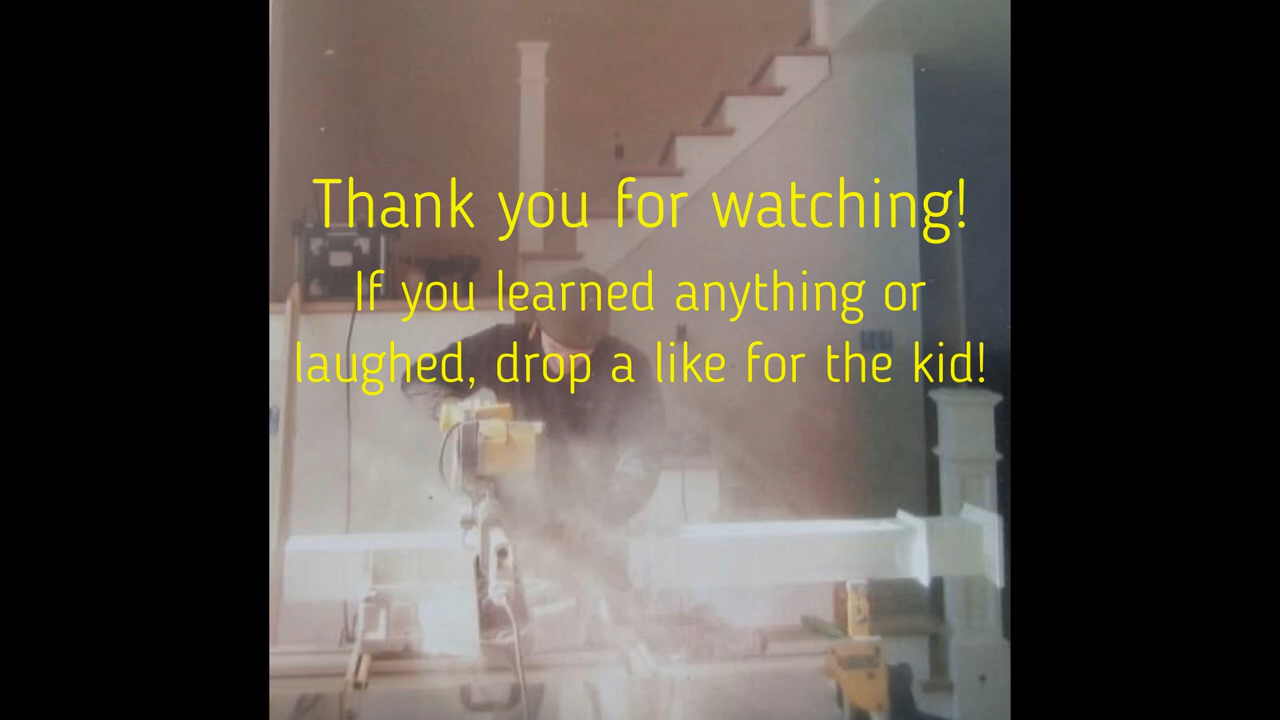 Thank you for watching!
If you learned anything or
laughed, drop a like for the kid!